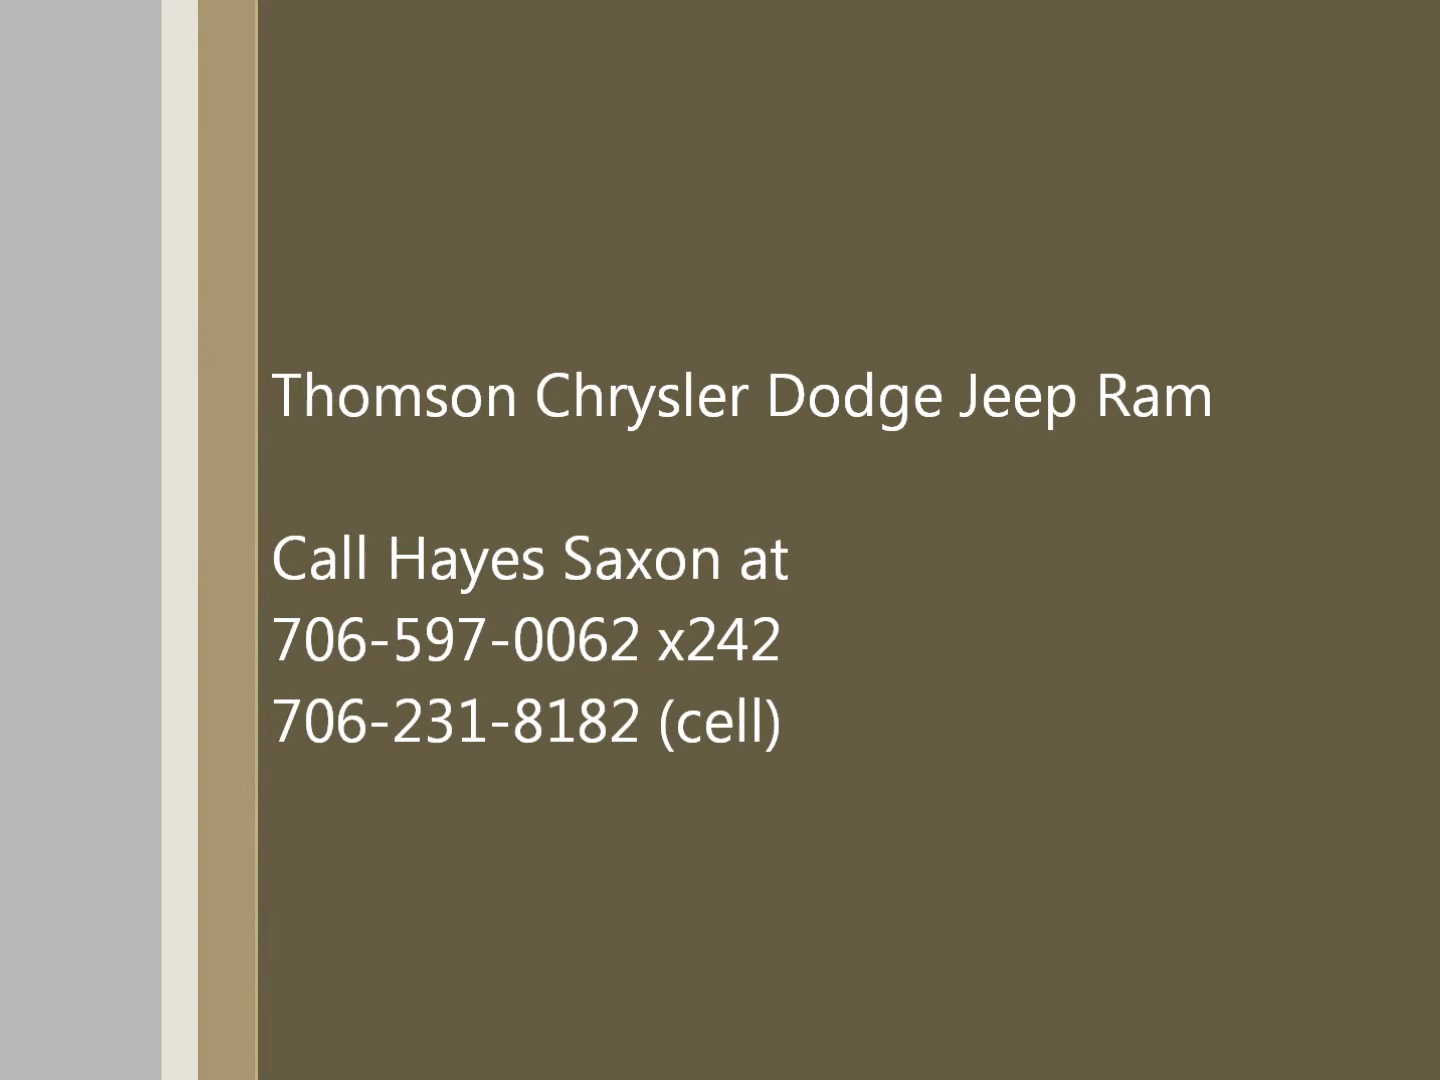 Thomson Chrysler Dodge Jeep Ram
Call Hayes Saxon at
706-597-0062 x242
706-231-8182 (cell)